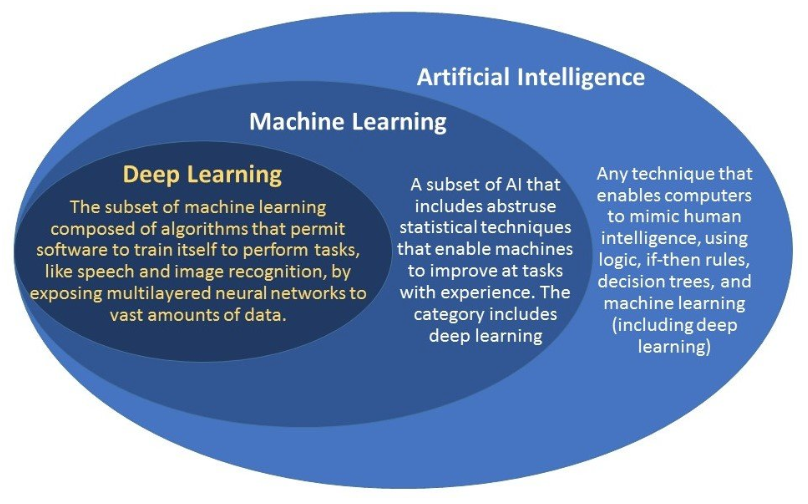 Artificial Intelligence
Machine Learning
Deep Learning
The subset of machine learning
composed of algorithms that permit
software to train itself to perform tasks,
like speech and image recognition, by
exposing multilayered neural networks to
vast amounts of data.
A subset of AI that
includes abstruse
statistical techniques
that enable machines
to improve at tasks
with experience. The
category includes
deep learning
Any technique that
enables computers
to mimic human
intelligence, using
logic, if-then rules,
decision trees, and
machine learning
(including deep
learning)